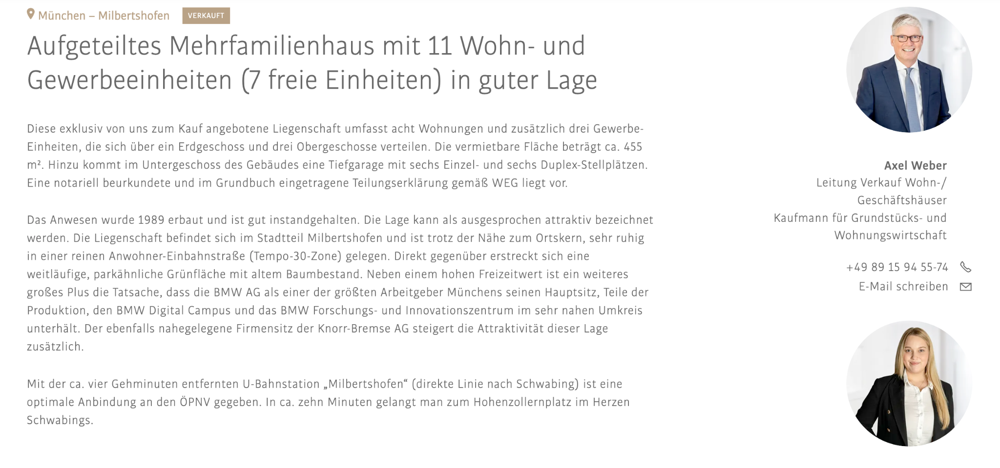 München – Milbertshofen VERKAUFT
Aufgeteiltes Mehrfamilienhaus mit 11 Wohn- und
Gewerbeeinheiten (7 freie Einheiten) in guter Lage
Diese exklusiv von uns zum Kauf angebotene Liegenschaft umfasst acht Wohnungen und zusätzlich drei Gewerbe-
Einheiten, die sich über ein Erdgeschoss und drei Obergeschosse verteilen. Die vermietbare Fläche beträgt ca. 455
m². Hinzu kommt im Untergeschoss des Gebäudes eine Tiefgarage mit sechs Einzel- und sechs Duplex-Stellplätzen.
Eine notariell beurkundete und im Grundbuch eingetragene Teilungserklärung gemäß WEG liegt vor.
Das Anwesen wurde 1989 erbaut und ist gut instandgehalten. Die Lage kann als ausgesprochen attraktiv bezeichnet
werden. Die Liegenschaft befindet sich im Stadtteil Milbertshofen und ist trotz der Nähe zum Ortskern, sehr ruhig
in einer reinen Anwohner-Einbahnstraße (Tempo-30-Zone) gelegen. Direkt gegenüber erstreckt sich eine
weitläufige, parkähnliche Grünfläche mit altem Baumbestand. Neben einem hohen Freizeitwert ist ein weiteres
großes Plus die Tatsache, dass die BMW AG als einer der größten Arbeitgeber Münchens seinen Hauptsitz, Teile der
Produktion, den BMW Digital Campus und das BMW Forschungs- und Innovationszentrum im sehr nahen Umkreis
unterhält. Der ebenfalls nahegelegene Firmensitz der Knorr-Bremse AG steigert die Attraktivität dieser Lage
zusätzlich.
Mit der ca. vier Gehminuten entfernten U-Bahnstation „Milbertshofen“ (direkte Linie nach Schwabing) ist eine
optimale Anbindung an den ÖPNV gegeben. In ca. zehn Minuten gelangt man zum Hohenzollernplatz im Herzen
Schwabings.
Axel Weber
Leitung Verkauf Wohn-/
Geschäftshäuser
Kaufmann für Grundstücks- und
Wohnungswirtschaft
+49 89 15 94 55-74
E-Mail schreiben